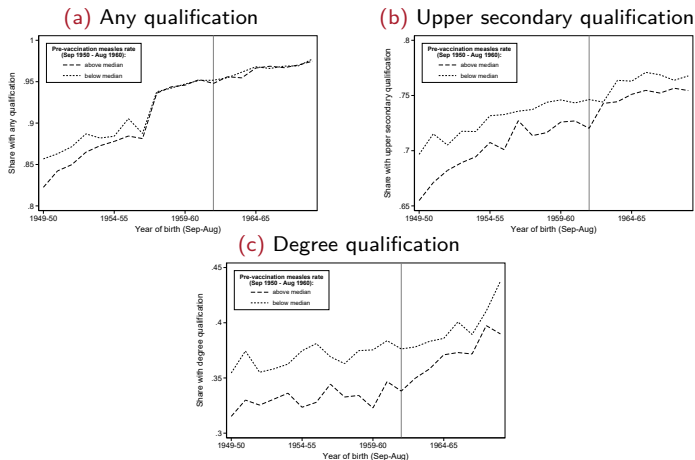 (a) Any qualification
Share with any qualification
1
.95
.9
.85
.8
Pre-vaccination measles rate
(Sep 1950 - Aug 1960):
above median
below median
1949-50
1954-55
1959-60
1964-65
Year of birth (Sep-Aug)
(b) Upper secondary qualification
Share with upper secondary qualification
.8
.75
.7
.65
Pre-vaccination measles rate
(Sep 1950 - Aug 1960):
above median
below median
1949-50
1954-55
1959-60
1964-65
Year of birth (Sep-Aug)
(c) Degree qualification
Share with degree qualification
.45
.4
.35
.3
Pre-vaccination measles rate
(Sep 1950 - Aug 1960):
above median
below median
1949-50
1954-55
1959-60
1964-65
Year of birth (Sep-Aug)